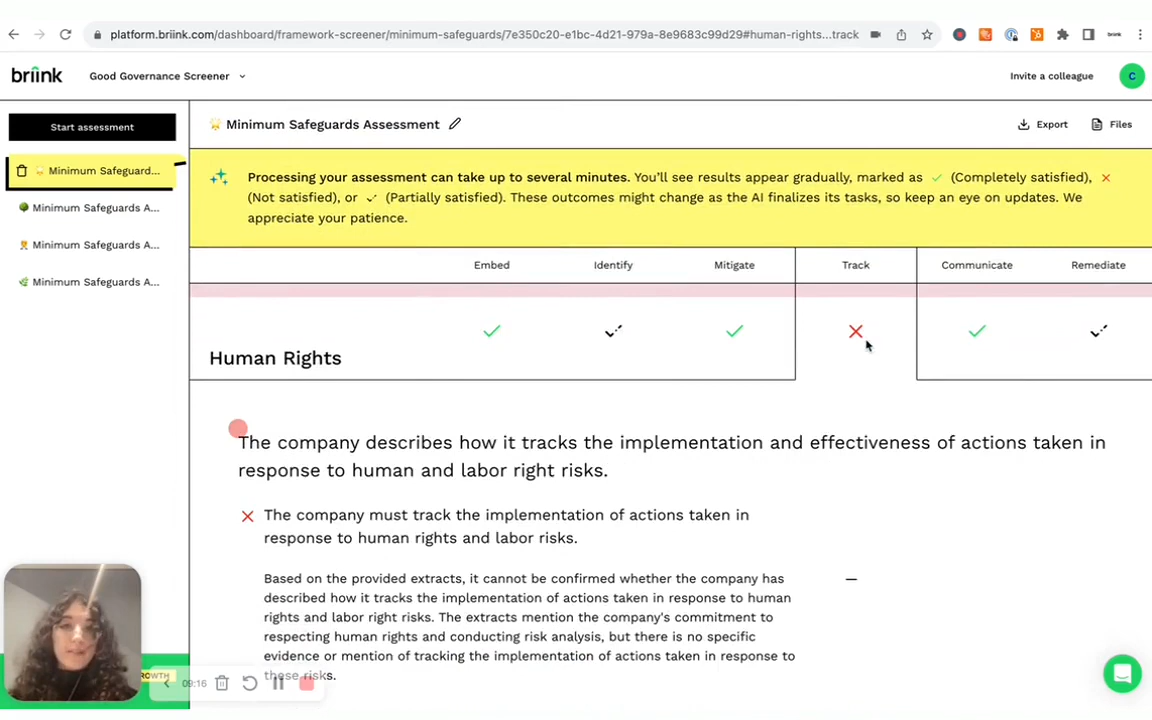 platform.briink.com/dashboard/framework-screener/minimum-safeguards/7e350c20-e1bc-4d21-979a-8e9683c99d29#human-rights...track
briink
Good Governance Screener
Invite a colleague
C
Start assessment
Minimum Safeguards Assessment
Export
Files
Minimum Safeguard...
Minimum Safeguards A...
Minimum Safeguards A...
Minimum Safeguards A...
Processing your assessment can take up to several minutes. You'll see results appear gradually, marked as ✓ (Completely satisfied), ×
(Not satisfied), or ✓ (Partially satisfied). These outcomes might change as the AI finalizes its tasks, so keep an eye on updates. We
appreciate your patience.
Embed Identify Mitigate Track Communicate Remediate
Human Rights
The company describes how it tracks the implementation and effectiveness of actions taken in
response to human and labor right risks.
The company must track the implementation of actions taken in
response to human rights and labor risks.
Based on the provided extracts, it cannot be confirmed whether the company has
described how it tracks the implementation of actions taken in response to human
rights and labor right risks. The extracts mention the company's commitment to
respecting human rights and conducting risk analysis, but there is no specific
evidence or mention of tracking the implementation of actions taken in response to
these risks.
–
09:16